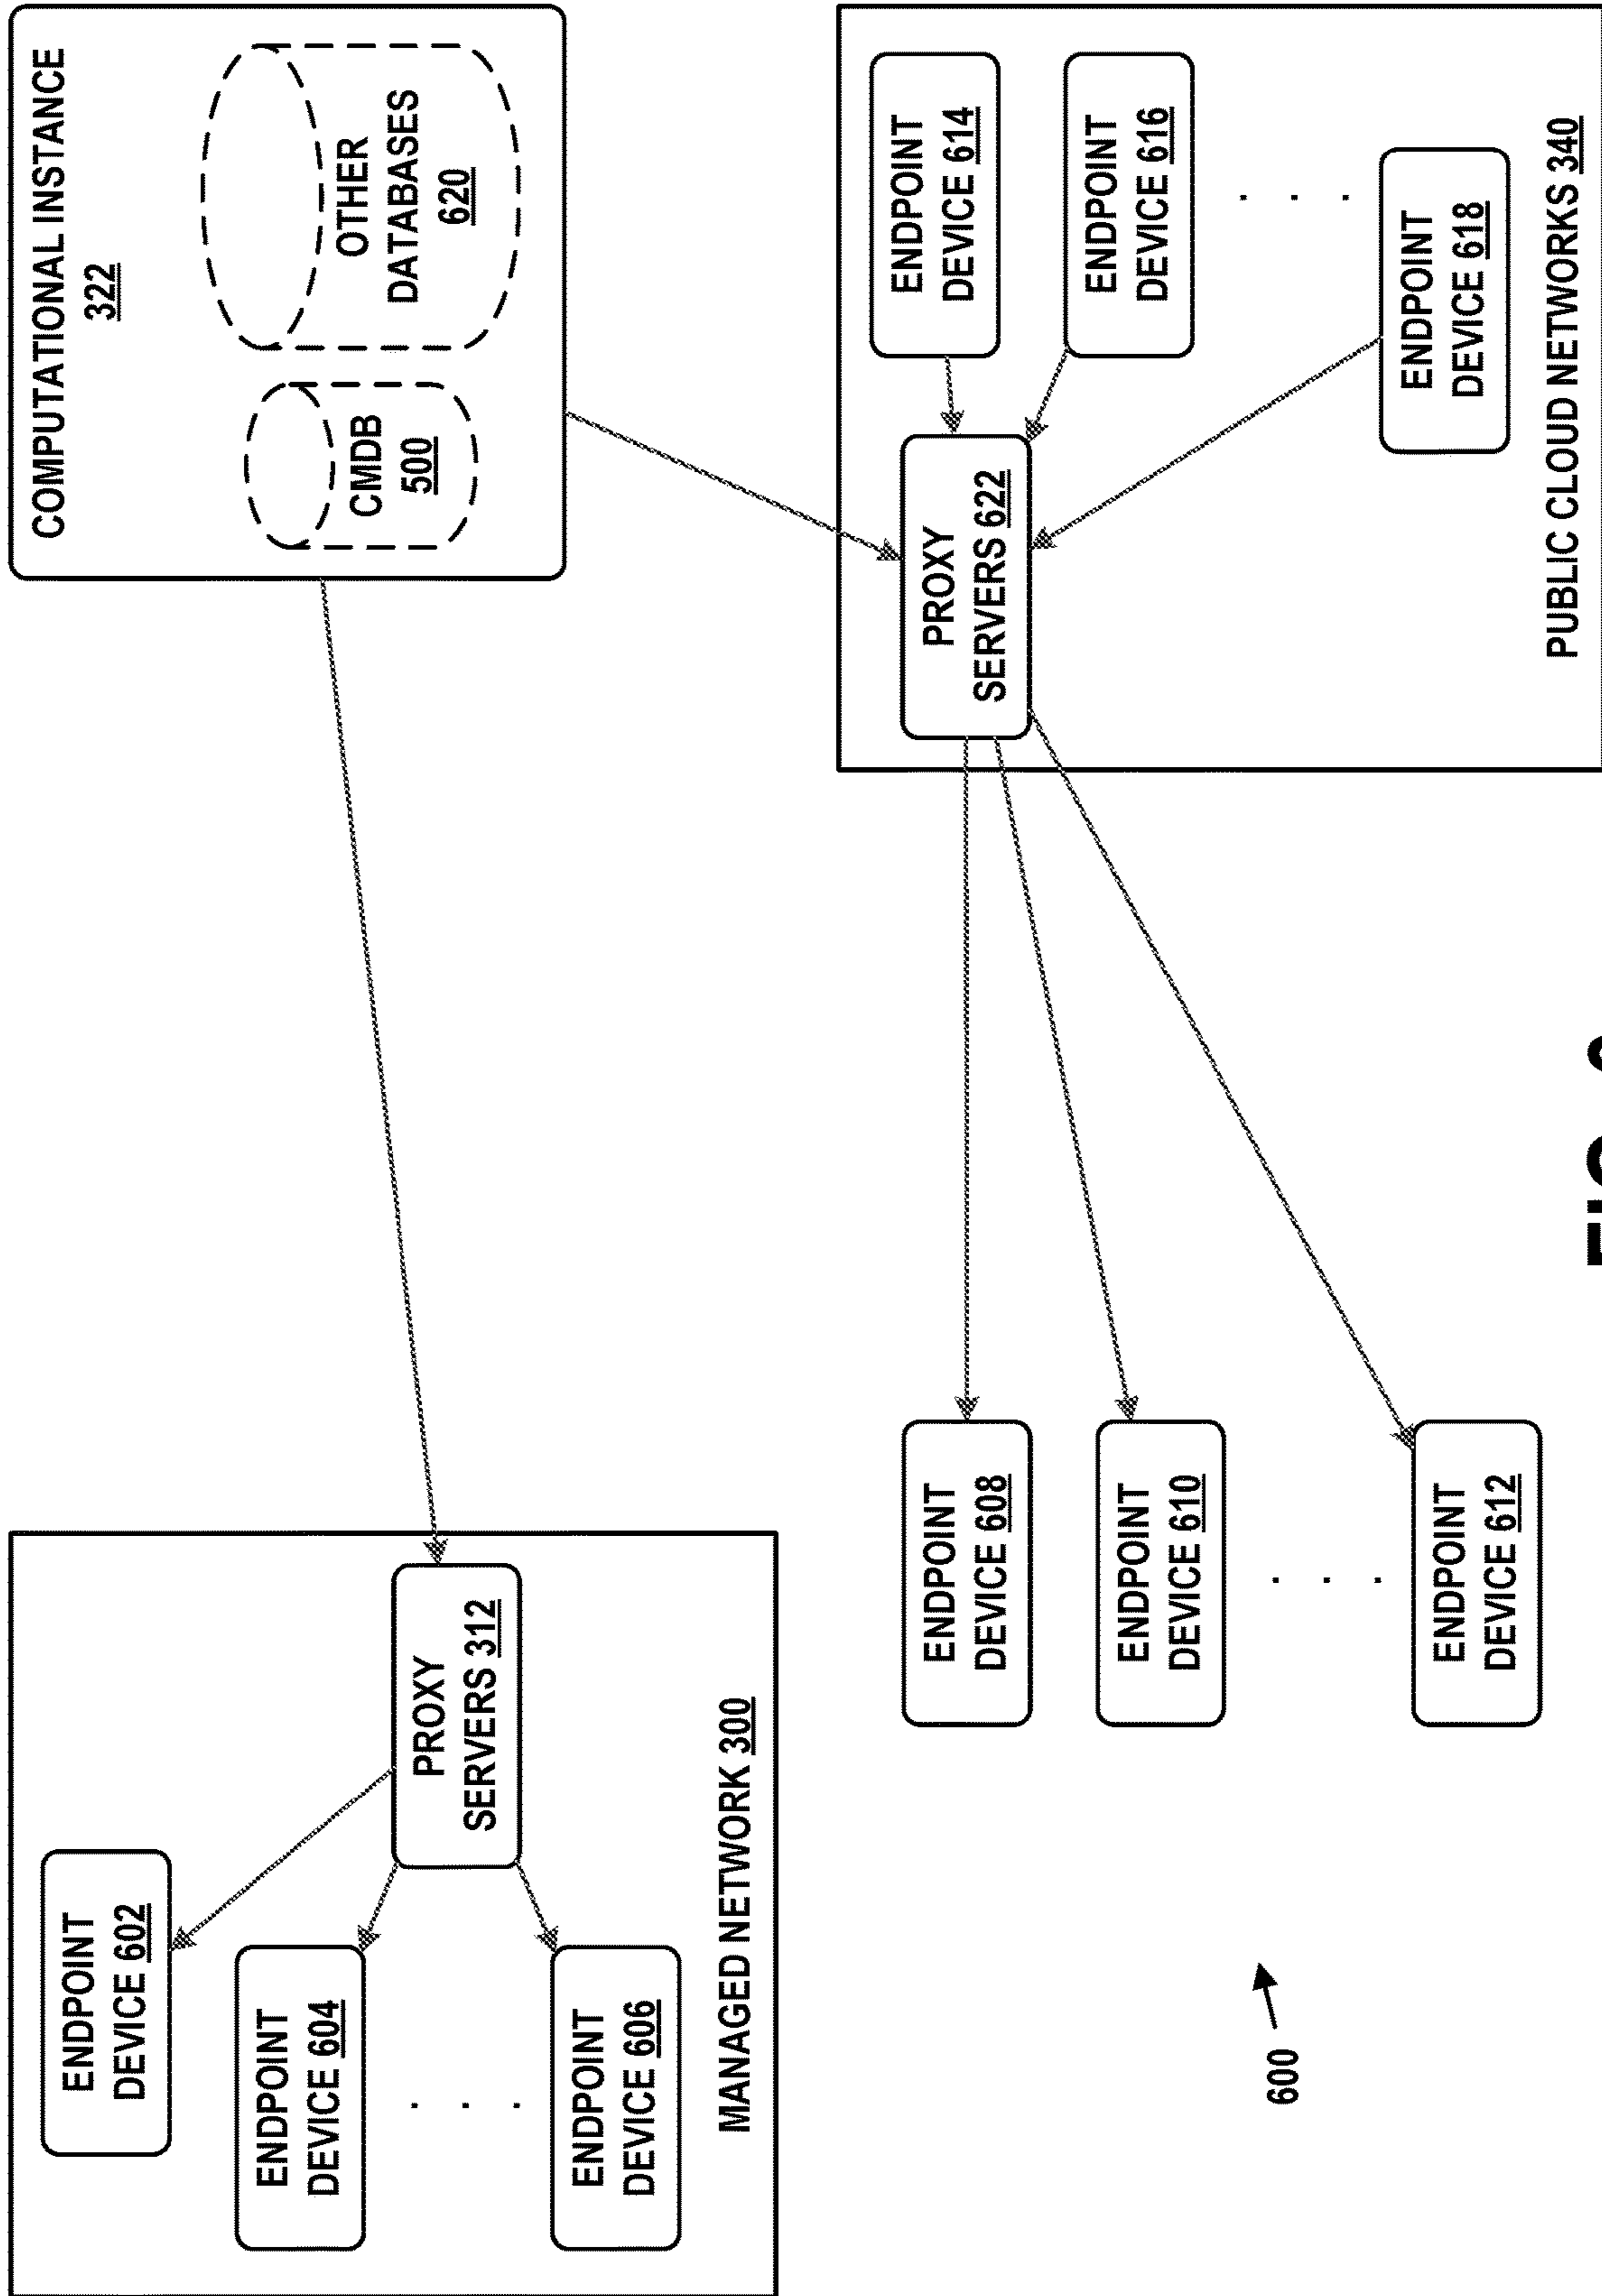 ENDPOINT
DEVICE 602
ENDPOINT
DEVICE 604
. . .
ENDPOINT
DEVICE 606
PROXY
SERVERS 312
MANAGED NETWORK 300
COMPUTATIONAL INSTANCE
322
CMDB
500
OTHER
DATABASES
620
ENDPOINT
DEVICE 608
ENDPOINT
DEVICE 610
. . .
ENDPOINT
DEVICE 612
PROXY
SERVERS 622
ENDPOINT
DEVICE 614
ENDPOINT
DEVICE 616
. . .
ENDPOINT
DEVICE 618
PUBLIC CLOUD NETWORKS 340
600